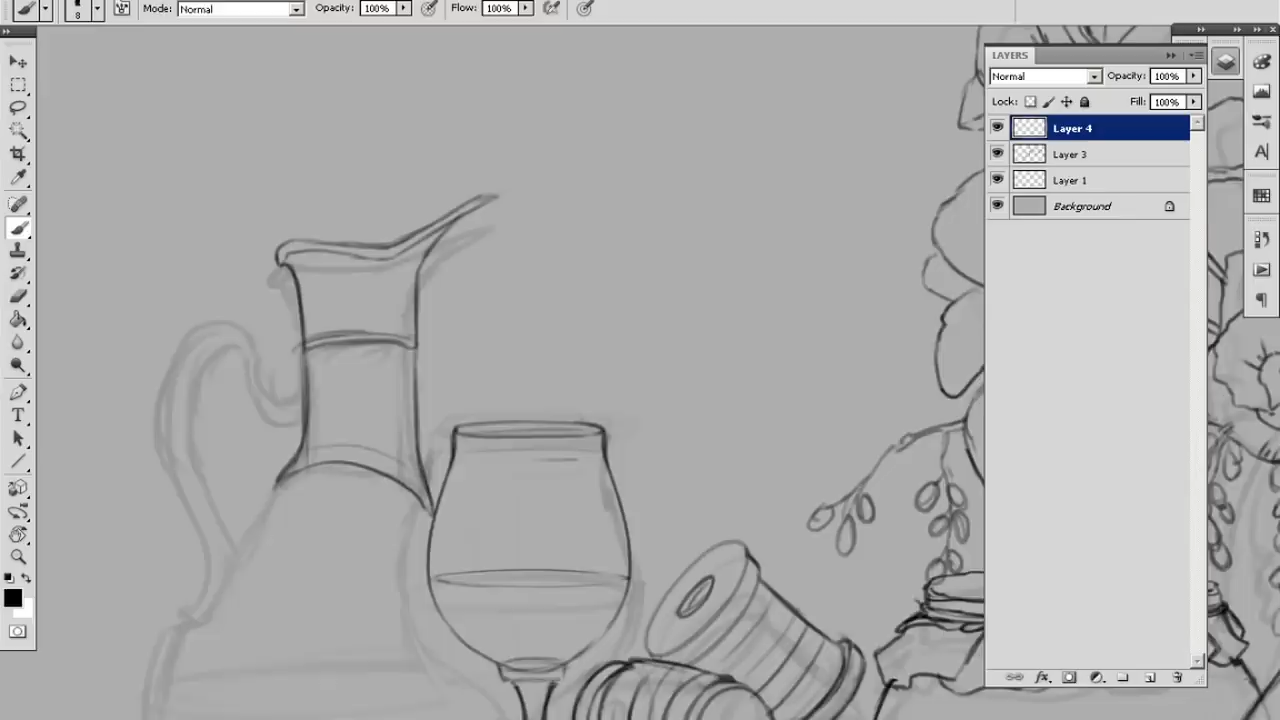 Mode: Normal Opacity: 100% Flow: 100%
8
LAYERS
Normal Opacity: 100%
Lock: Fill: 100%
Layer 4
Layer 3
Layer 1
Background